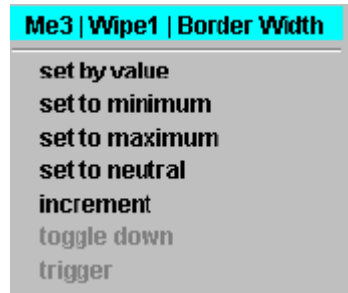 Me3 | Wipe1 | Border Width
set by value
set to minimum
set to maximum
set to neutral
increment
toggle down
trigger